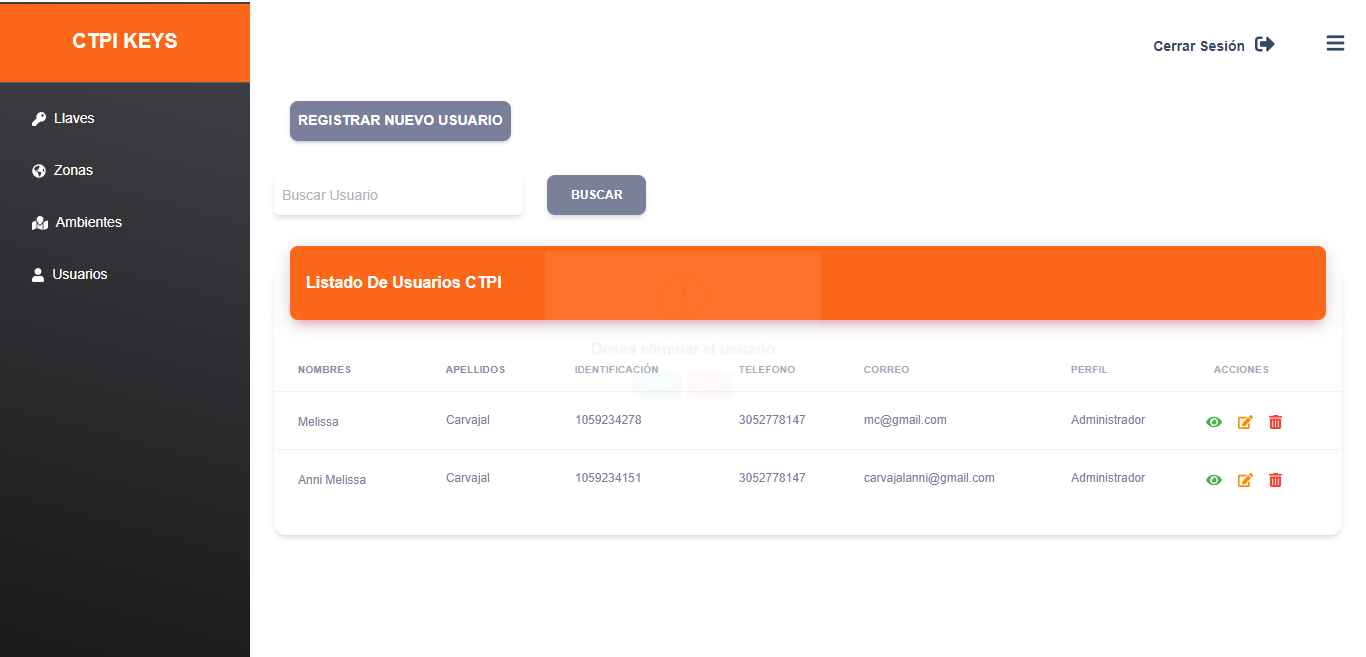 CTPI KEYS
Cerrar Sesión
Llaves
Zonas
Ambientes
Usuarios
REGISTRAR NUEVO USUARIO
Buscar Usuario
BUSCAR
Listado De Usuarios CTPI
Desea eliminar el usuario
NOMBRES APELLIDOS IDENTIFICACIÓN TELEFONO CORREO PERFIL ACCIONES
Melissa Carvajal 1059234278 3052778147 mc@gmail.com Administrador
Anni Melissa Carvajal 1059234151 3052778147 carvajalanni@gmail.com Administrador